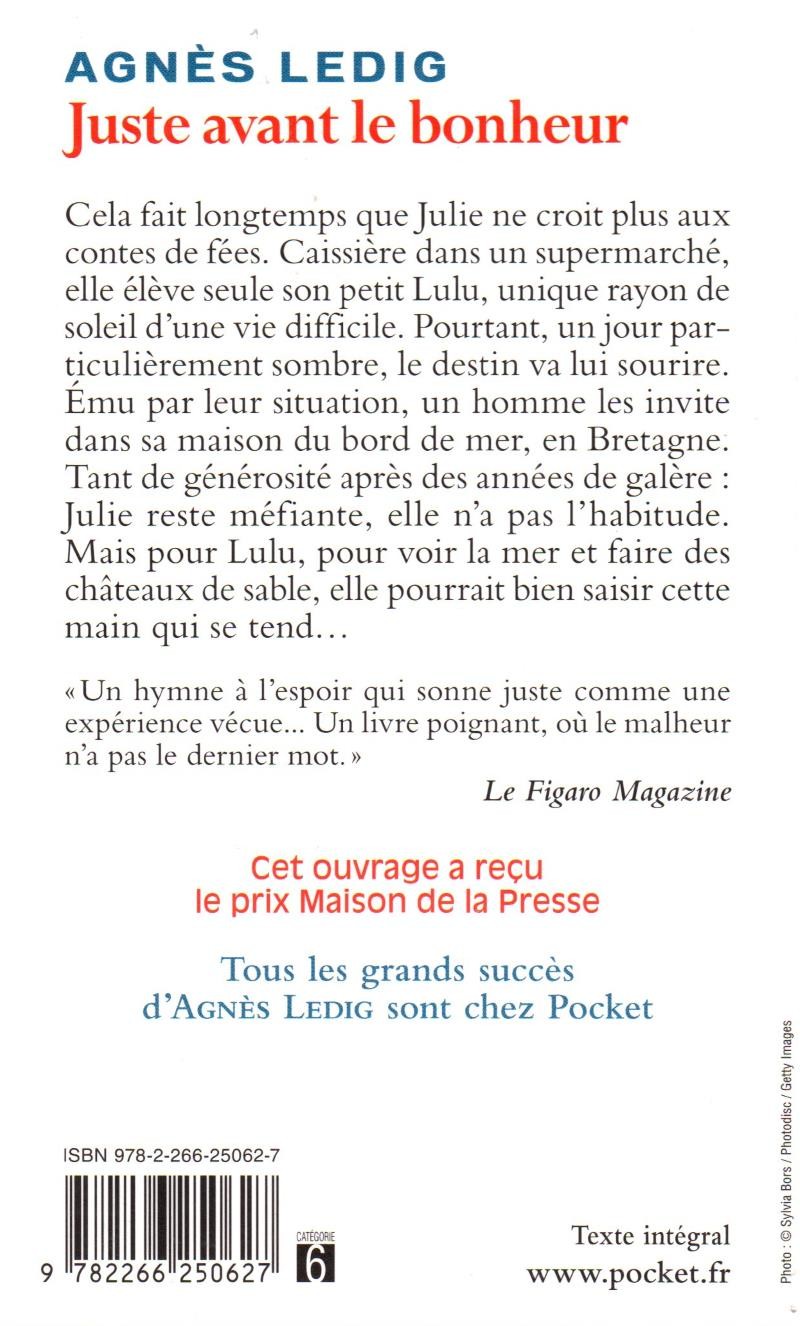 AGNÈS LEDIG
Juste avant le bonheur
Cela fait longtemps que Julie ne croit plus aux
contes de fées. Caissière dans un supermarché,
elle élève seule son petit Lulu, unique rayon de
soleil d'une vie difficile. Pourtant, un jour par-
ticulièrement sombre, le destin va lui sourire.
Ému par leur situation, un homme les invite
dans sa maison du bord de mer, en Bretagne.
Tant de générosité après des années de galère :
Julie reste méfiante, elle n'a pas l'habitude.
Mais pour Lulu, pour voir la mer et faire des
châteaux de sable, elle pourrait bien saisir cette
main qui se tend…
« Un hymne à l'espoir qui sonne juste comme une
expérience vécue... Un livre poignant, où le malheur
n'a pas le dernier mot. »
Le Figaro Magazine
Cet ouvrage a reçu
le prix Maison de la Presse
Tous les grands succès
d'AGNÈS LEDIG sont chez Pocket
ISBN 978-2-266-25062-7
9 782266 250627
CATÉGORIE
6
Texte intégral
www.pocket.fr
Photo : © Sylvia Bors / Photodisc / Getty Images